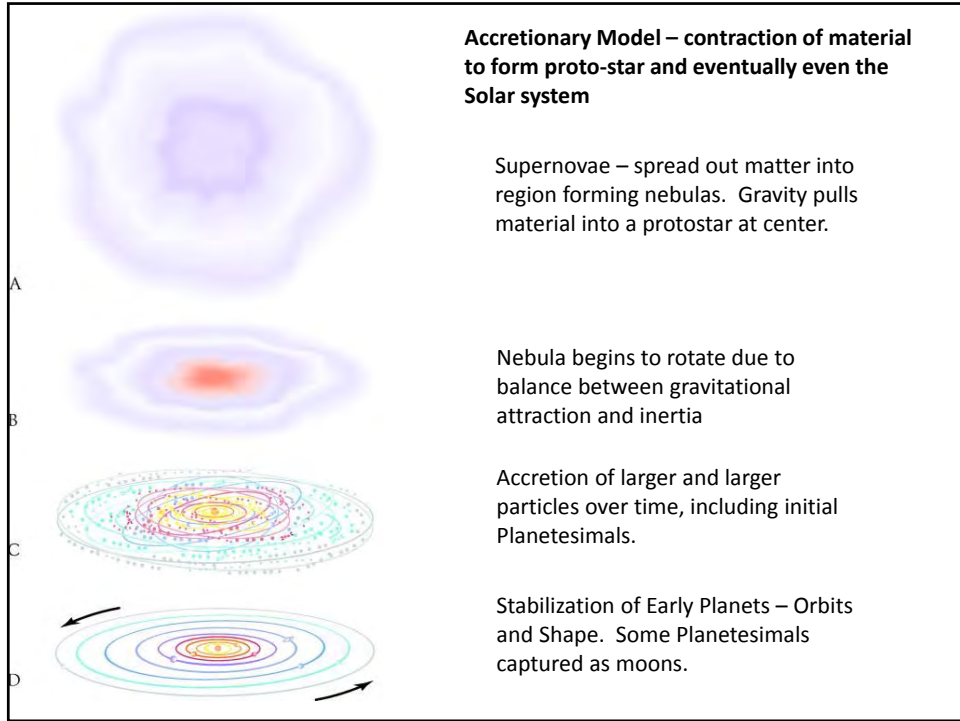 Accretionary Model – contraction of material
to form proto-star and eventually even the
Solar system
Supernovae – spread out matter into
region forming nebulas.  Gravity pulls
material into a protostar at center.
A
Nebula begins to rotate due to
balance between gravitational
attraction and inertia
B
Accretion of larger and larger
particles over time, including initial
Planetesimals.
C
Stabilization of Early Planets – Orbits
and Shape.  Some Planetesimals
captured as moons.
D